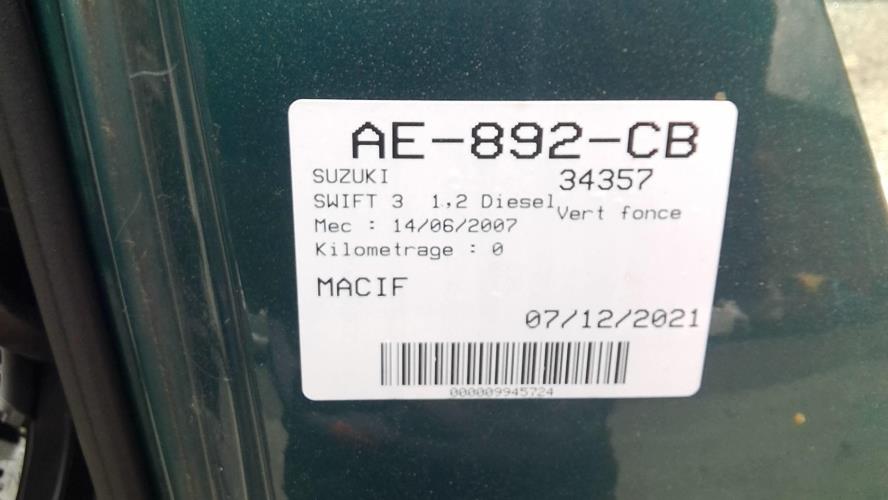 AE-892-CB
SUZUKI 34357
SWIFT 3 1,2 Diesel Vert fonce
Mec : 14/06/2007
Kilometrage : 0
MACIF
07/12/2021
000009945724